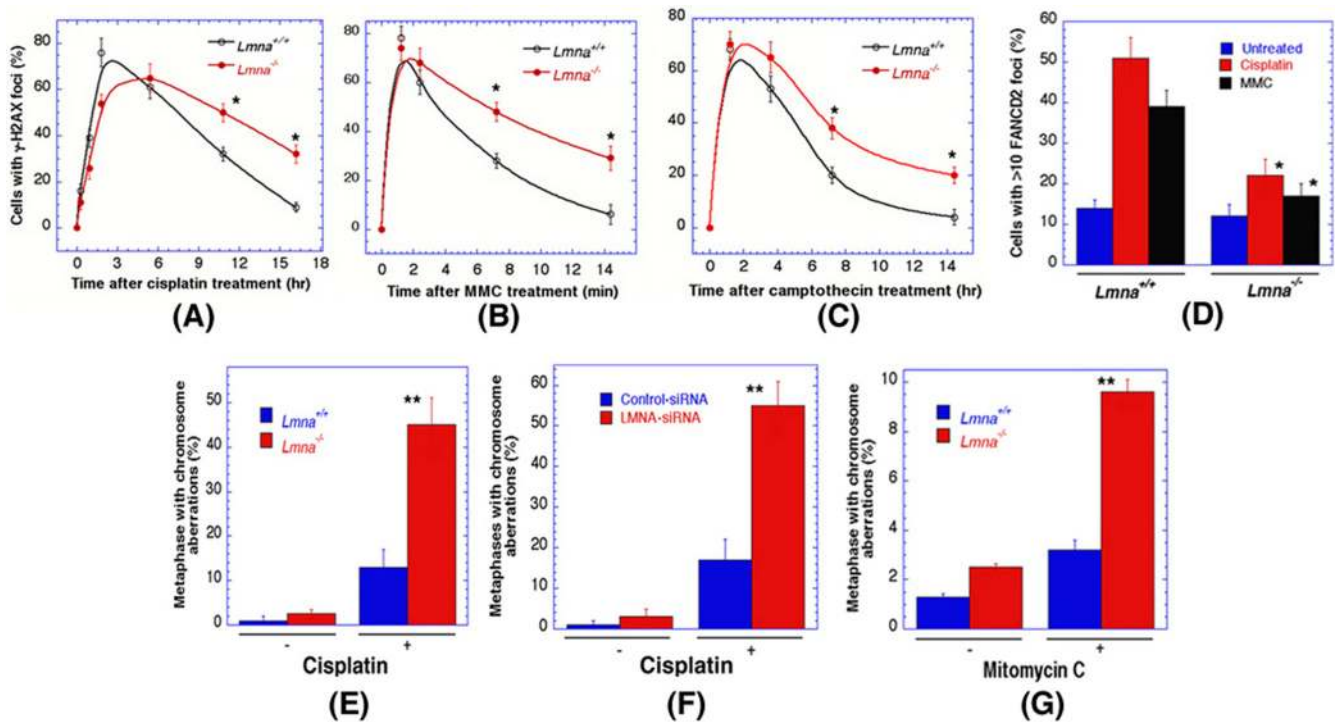 Cells with γ-H2AX foci (%)
80
60
40
20
0
Lmna+/+
Lmna-/-
*
*
0 3 6 9 12 15 18
Time after cisplatin treatment (hr)
(A)
80
60
40
20
0
Lmna+/+
Lmna-/-
*
*
0 2 4 6 8 10 12 14
Time after MMC treatment (min)
(B)
80
60
40
20
0
Lmna+/+
Lmna-/-
*
*
0 2 4 6 8 10 12 14
Time after camptothecin treatment (hr)
(C)
Cells with >10 FANCD2 foci (%)
60
50
40
30
20
10
0
Untreated
Cisplatin
MMC
*
*
Lmna+/+ Lmna-/-
(D)
Metaphase with chromosome
aberrations (%)
50
40
30
20
10
0
Lmna+/+
Lmna-/-
**
- +
Cisplatin
(E)
Metaphases with chromosome
aberrations (%)
60
50
40
30
20
10
0
Control-siRNA
LMNA-siRNA
**
- +
Cisplatin
(F)
Metaphase with chromosome
aberrations (%)
10
8
6
4
2
0
Lmna+/+
Lmna-/-
**
- +
Mitomycin C
(G)